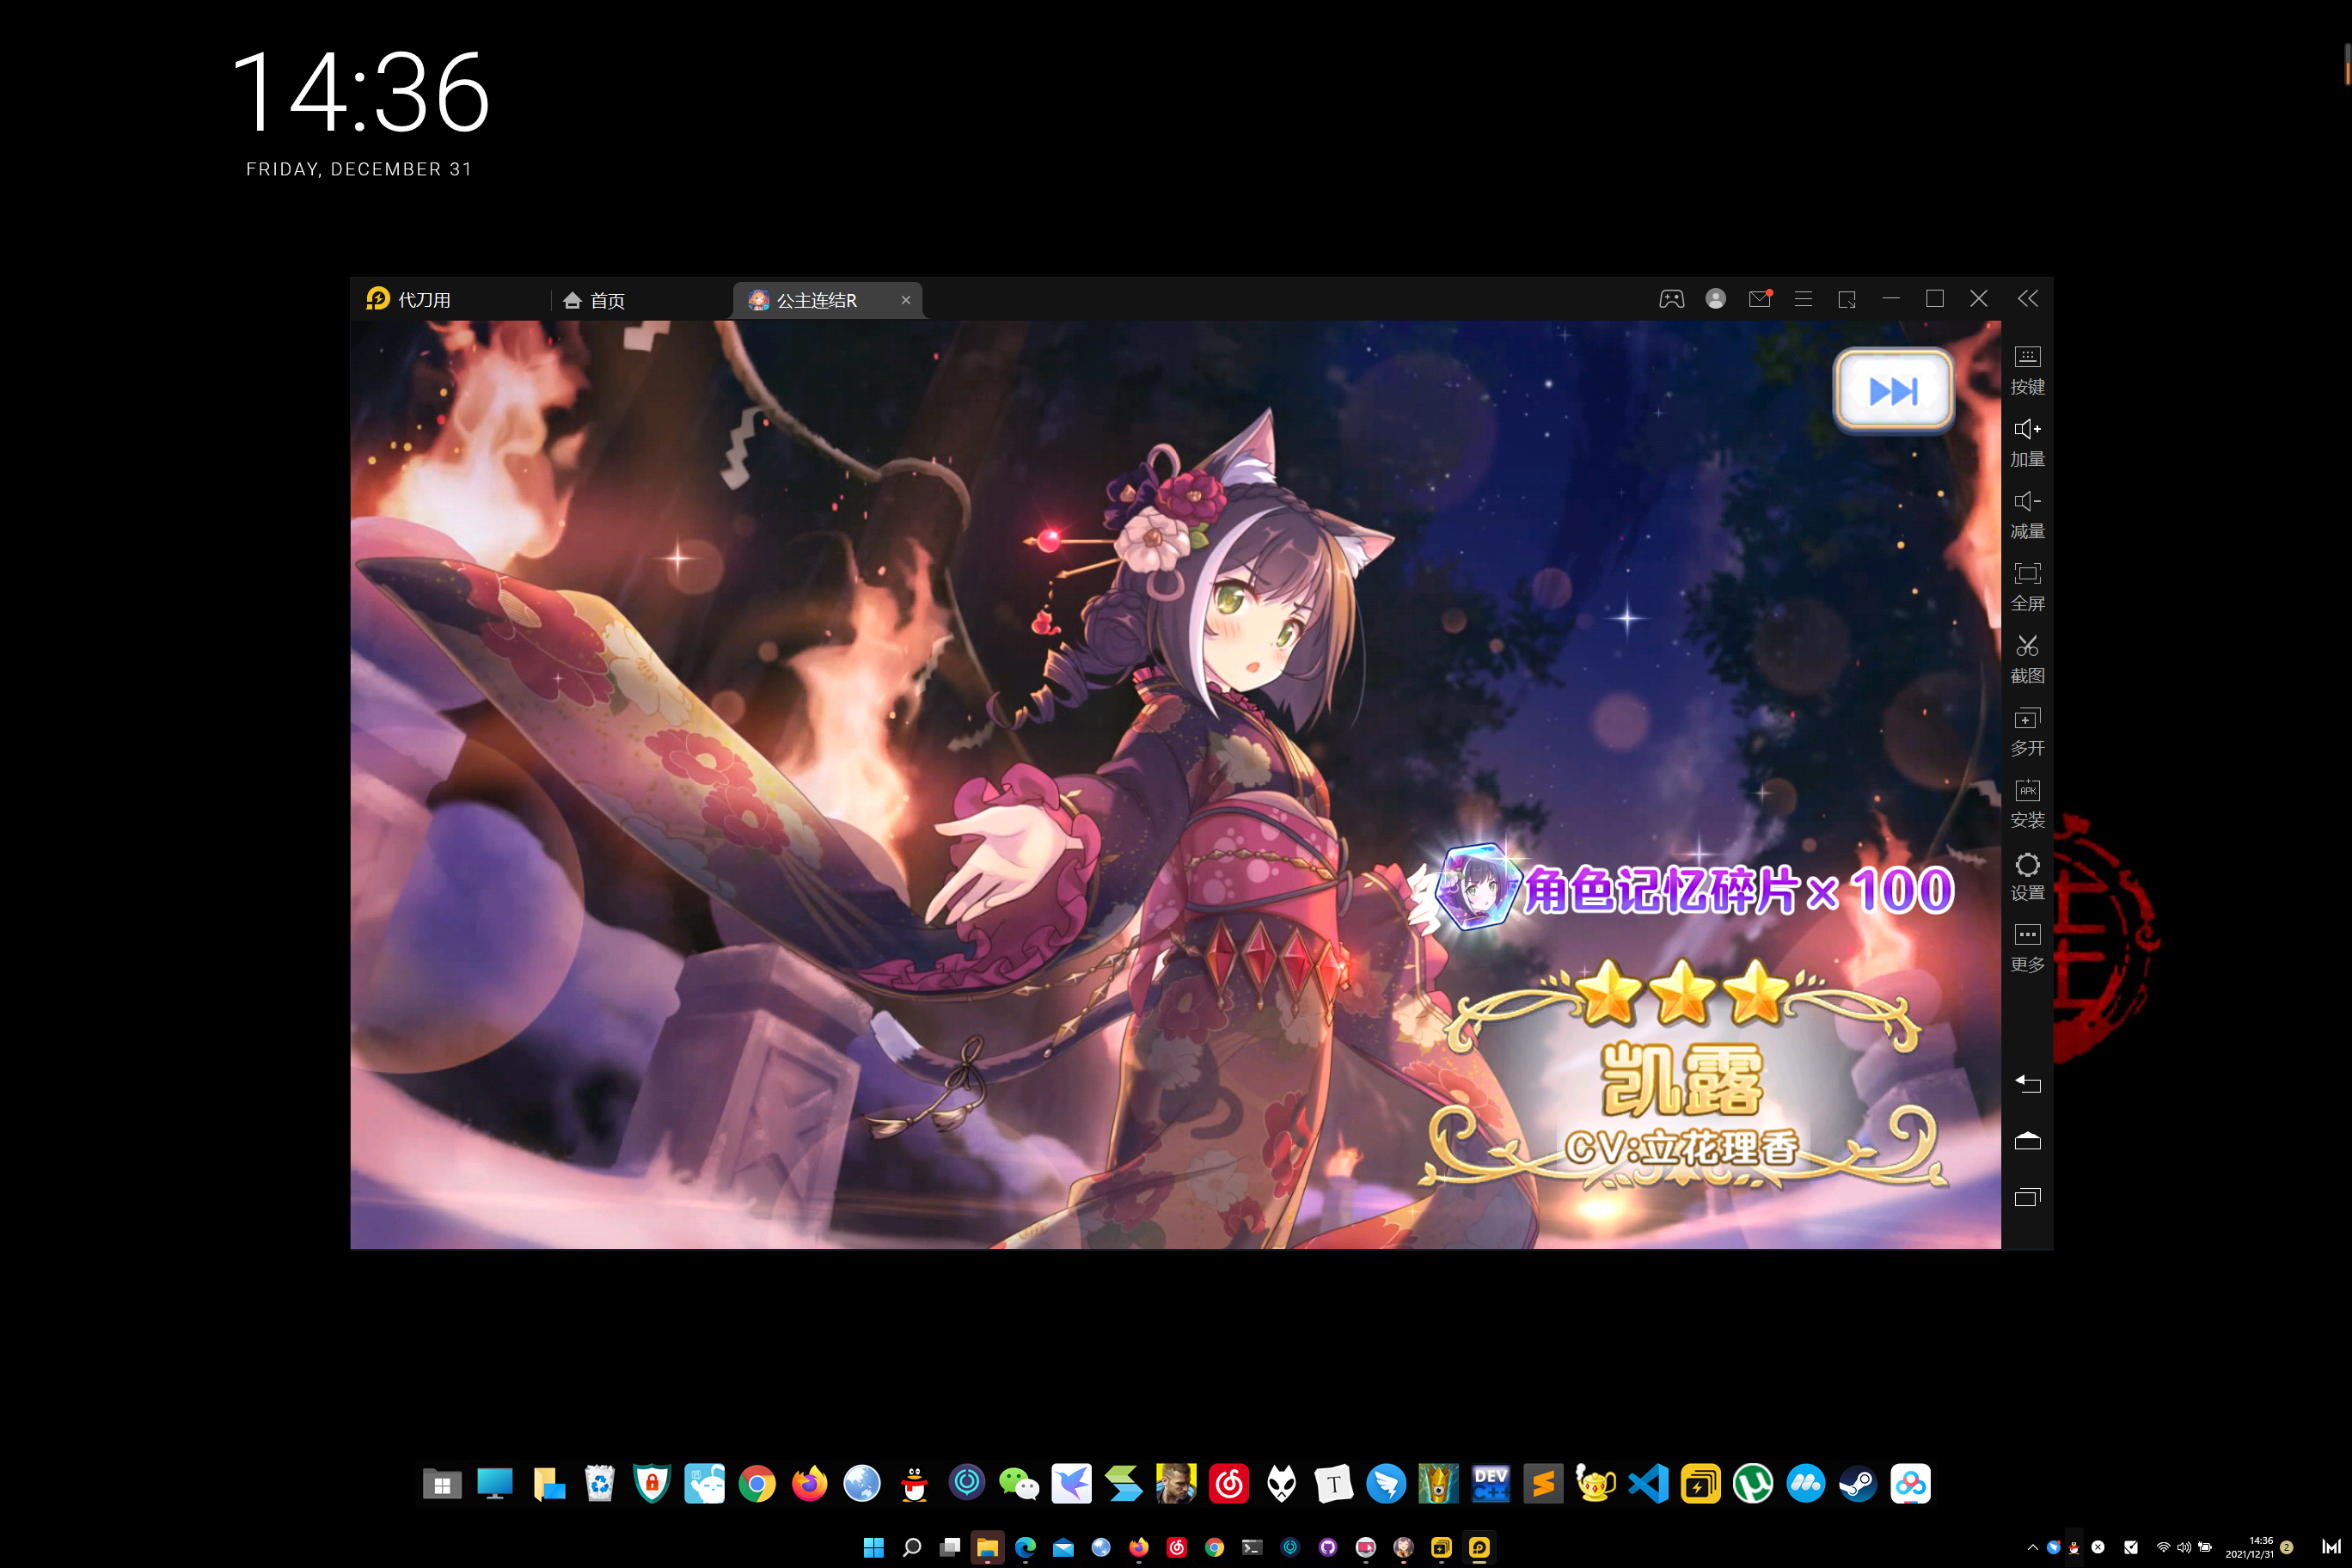 14:36
FRIDAY, DECEMBER 31
代刀用
首页
公主连结R
按键
加量
减量
全屏
截图
多开
APK
安装
设置
更多
角色记忆碎片×100
凯露
CV:立花理香
T
DEV
C++
14:36
2021/12/31
2